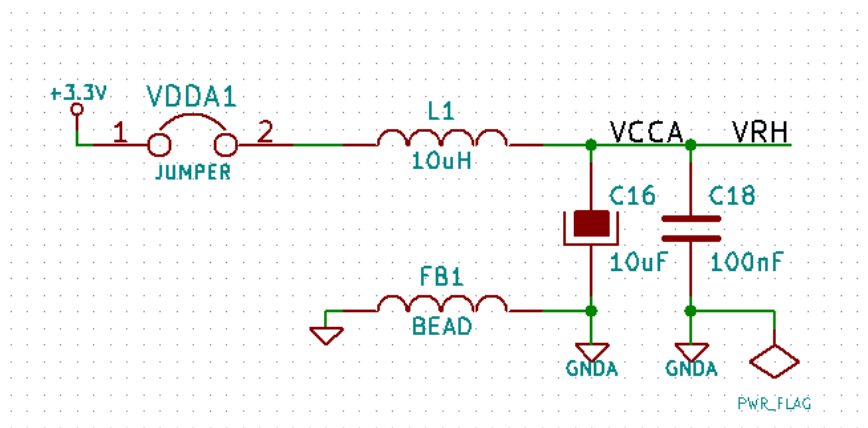 +3.3V
VDDA1
1
2
JUMPER
L1
10uH
VCCA
VRH
C16
10uF
C18
100nF
FB1
BEAD
GNDA
GNDA
PWR_FLAG